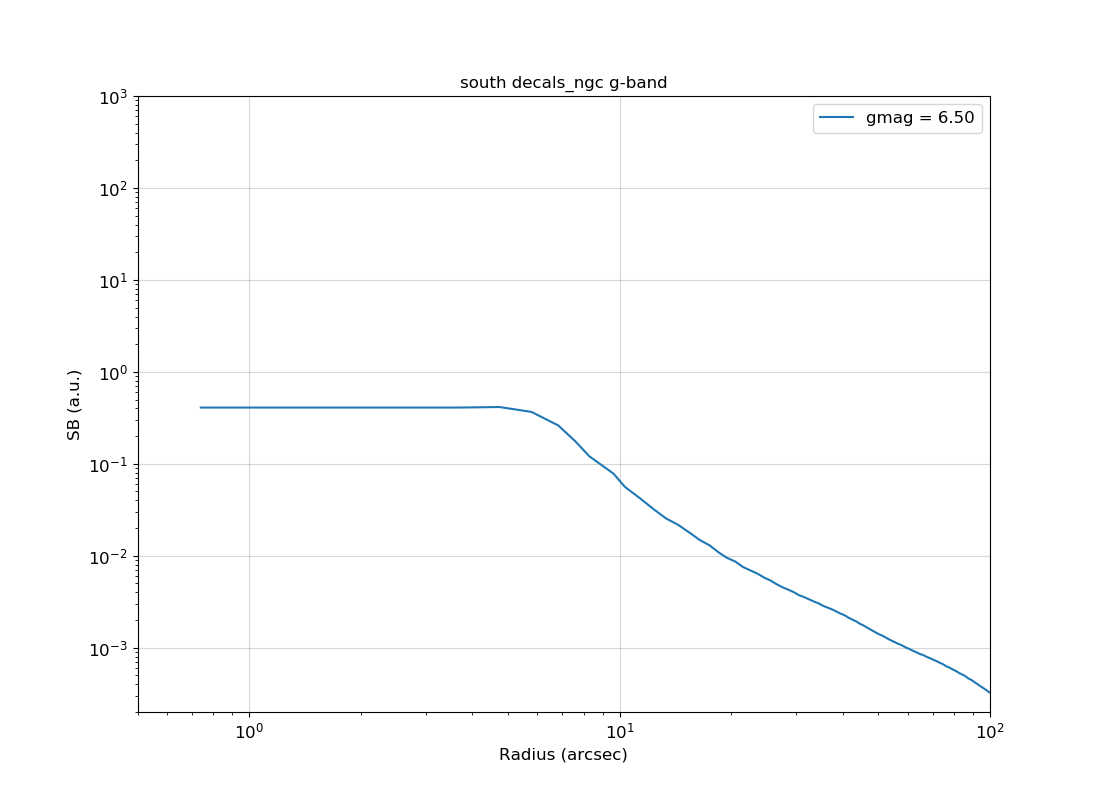 south decals_ngc g-band
gmag = 6.50
10³
10²
10¹
10⁰
10⁻¹
10⁻²
10⁻³
SB (a.u.)
10⁰
10¹
10²
Radius (arcsec)